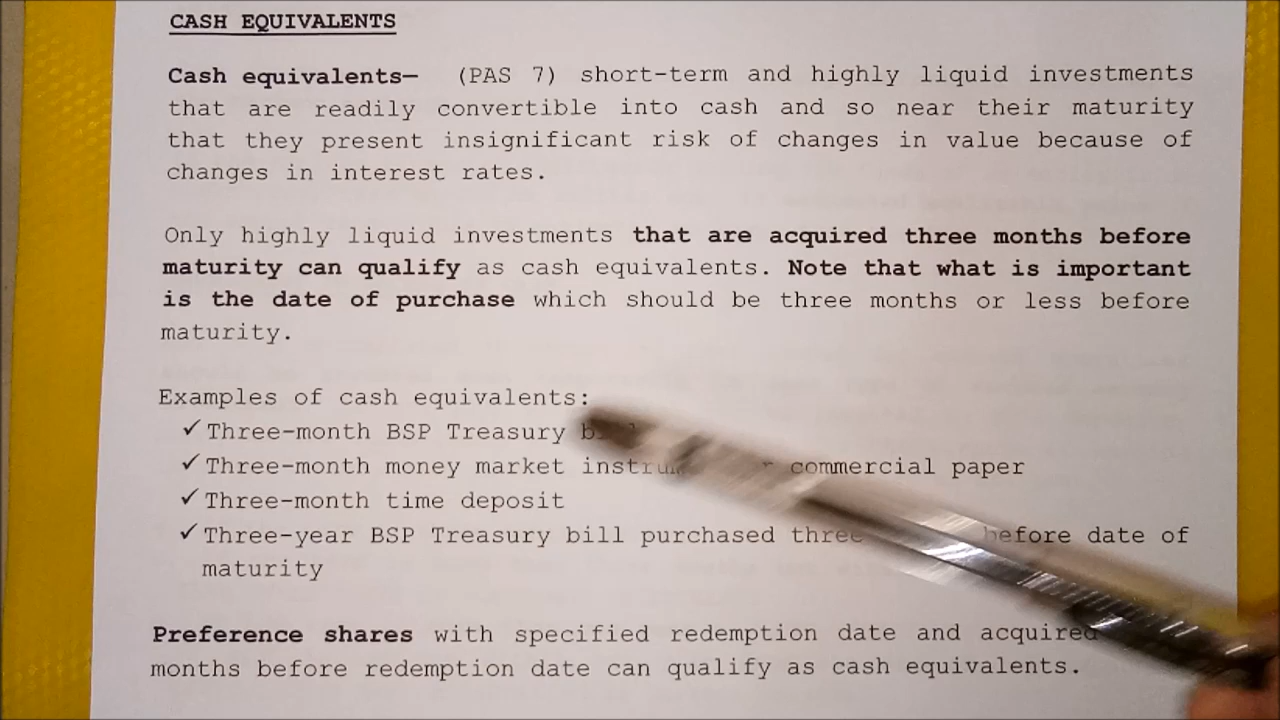 CASH EQUIVALENTS
Cash equivalents— (PAS 7) short-term and highly liquid investments
that are readily convertible into cash and so near their maturity
that they present insignificant risk of changes in value because of
changes in interest rates.
Only highly liquid investments that are acquired three months before
maturity can qualify as cash equivalents. Note that what is important
is the date of purchase which should be three months or less before
maturity.
Examples of cash equivalents:
✓ Three-month BSP Treasury
✓ Three-month money market commercial paper
✓ Three-month time deposit
✓ Three-year BSP Treasury bill purchased three before date of
maturity
Preference shares with specified redemption date and acquired
months before redemption date can qualify as cash equivalents.